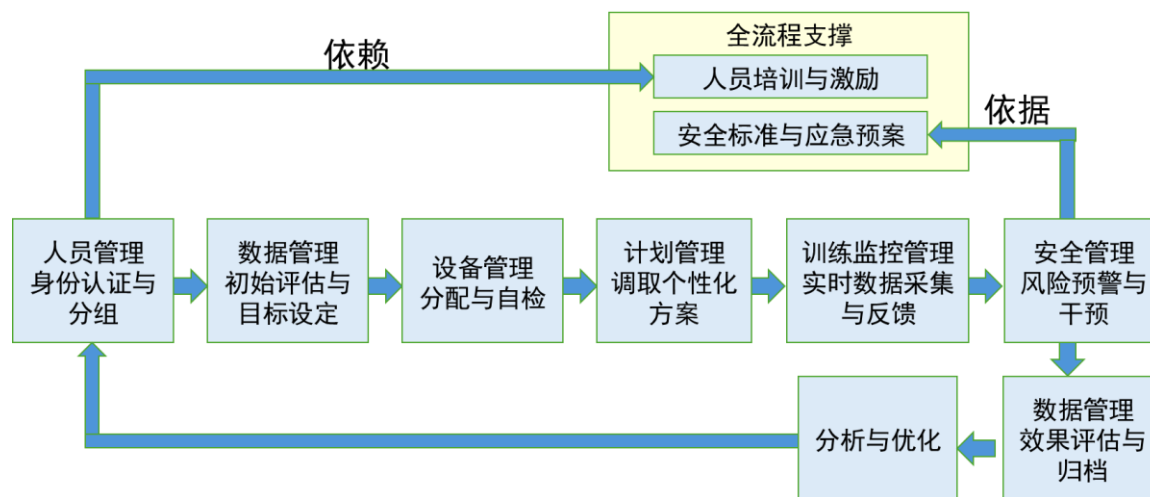 全流程支撑
依赖
人员培训与激励
依据
安全标准与应急预案
人员管理
身份认证与
分组
数据管理
初始评估与
目标设定
设备管理
分配与自检
计划管理
调取个性化
方案
训练监控管理
实时数据采集
与反馈
安全管理
风险预警与
干预
数据管理
效果评估与
归档
分析与优化